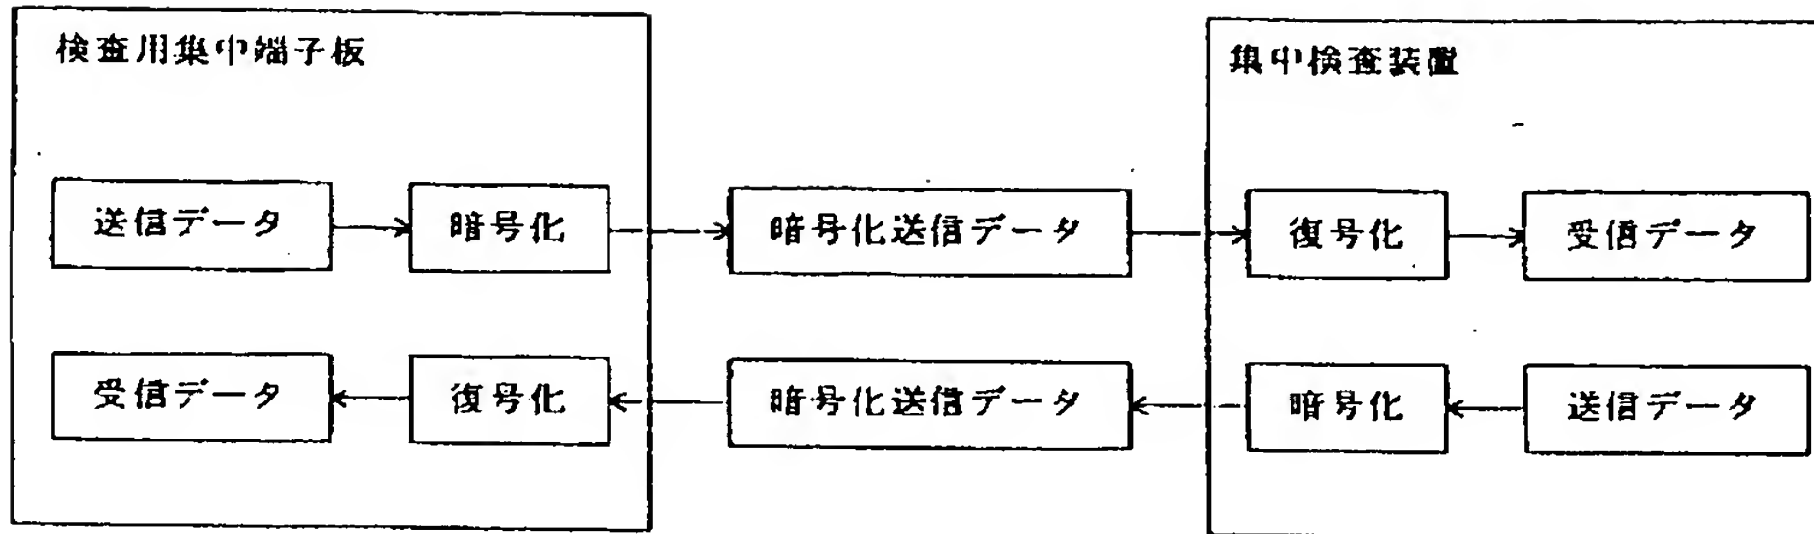 検査用集中端子板
集中検査装置
送信データ
暗号化
暗号化送信データ
復号化
受信データ
受信データ
復号化
暗号化送信データ
暗号化
送信データ